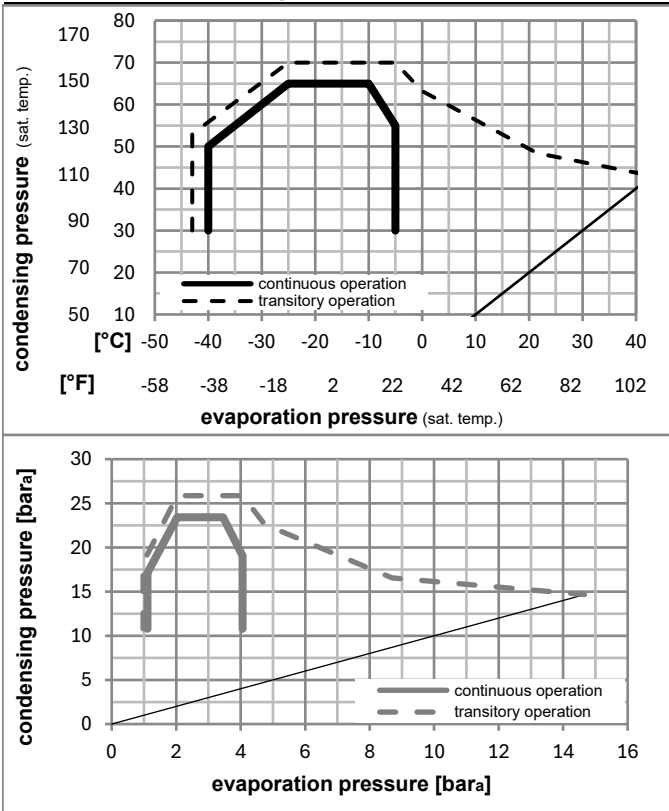 170 80
150 70
130 60
50
110 40
90 30
70 20
50 10
condensing pressure (sat. temp.)
continuous operation
transitory operation
[°C] -50 -40 -30 -20 -10 0 10 20 30 40
[°F] -58 -38 -18 2 22 42 62 82 102
evaporation pressure (sat. temp.)
30
25
20
15
10
5
0
condensing pressure [bara]
continuous operation
transitory operation
0 2 4 6 8 10 12 14 16
evaporation pressure [bara]